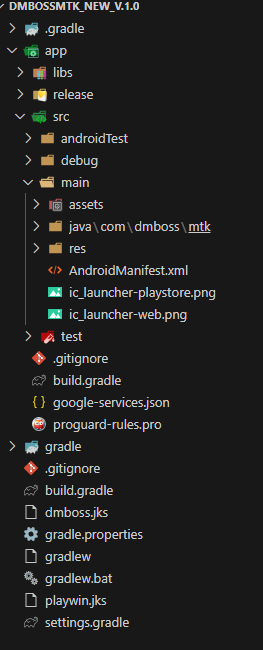 DMBOSSMTK_NEW_V.1.0
.gradle
app
libs
release
src
androidTest
debug
main
assets
java\com\dmboss\mtk
res
AndroidManifest.xml
ic_launcher-playstore.png
ic_launcher-web.png
test
.gitignore
build.gradle
google-services.json
proguard-rules.pro
gradle
.gitignore
build.gradle
dmboss.jks
gradle.properties
gradlew
gradlew.bat
playwin.jks
settings.gradle